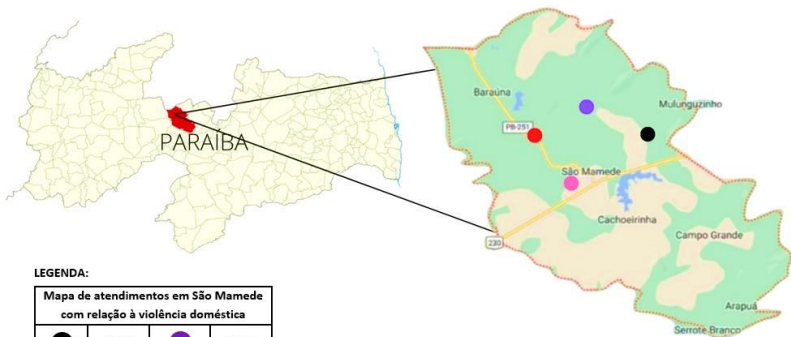 PARAÍBA
Baraúna
Mulunguzinho
PB-251
São Mamede
Cachoeirinha
230
Campo Grande
Arapuá
Serrote Branco
LEGENDA:
Mapa de atendimentos em São Mamede
com relação à violência doméstica